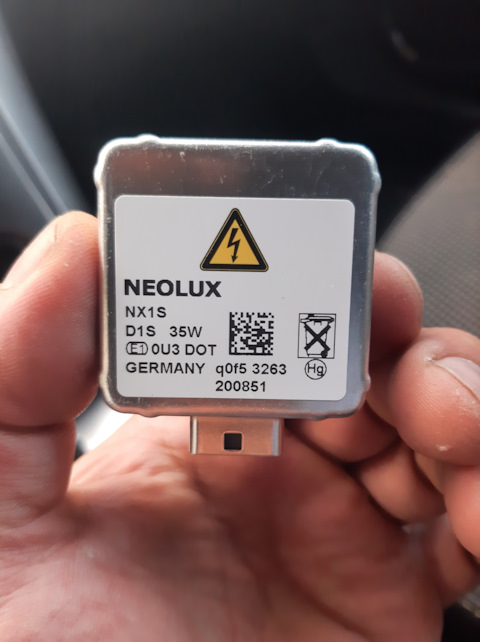 NEOLUX
NX1S
D1S 35W
E1 0U3 DOT
GERMANY q0f5 3263
200851
Hg